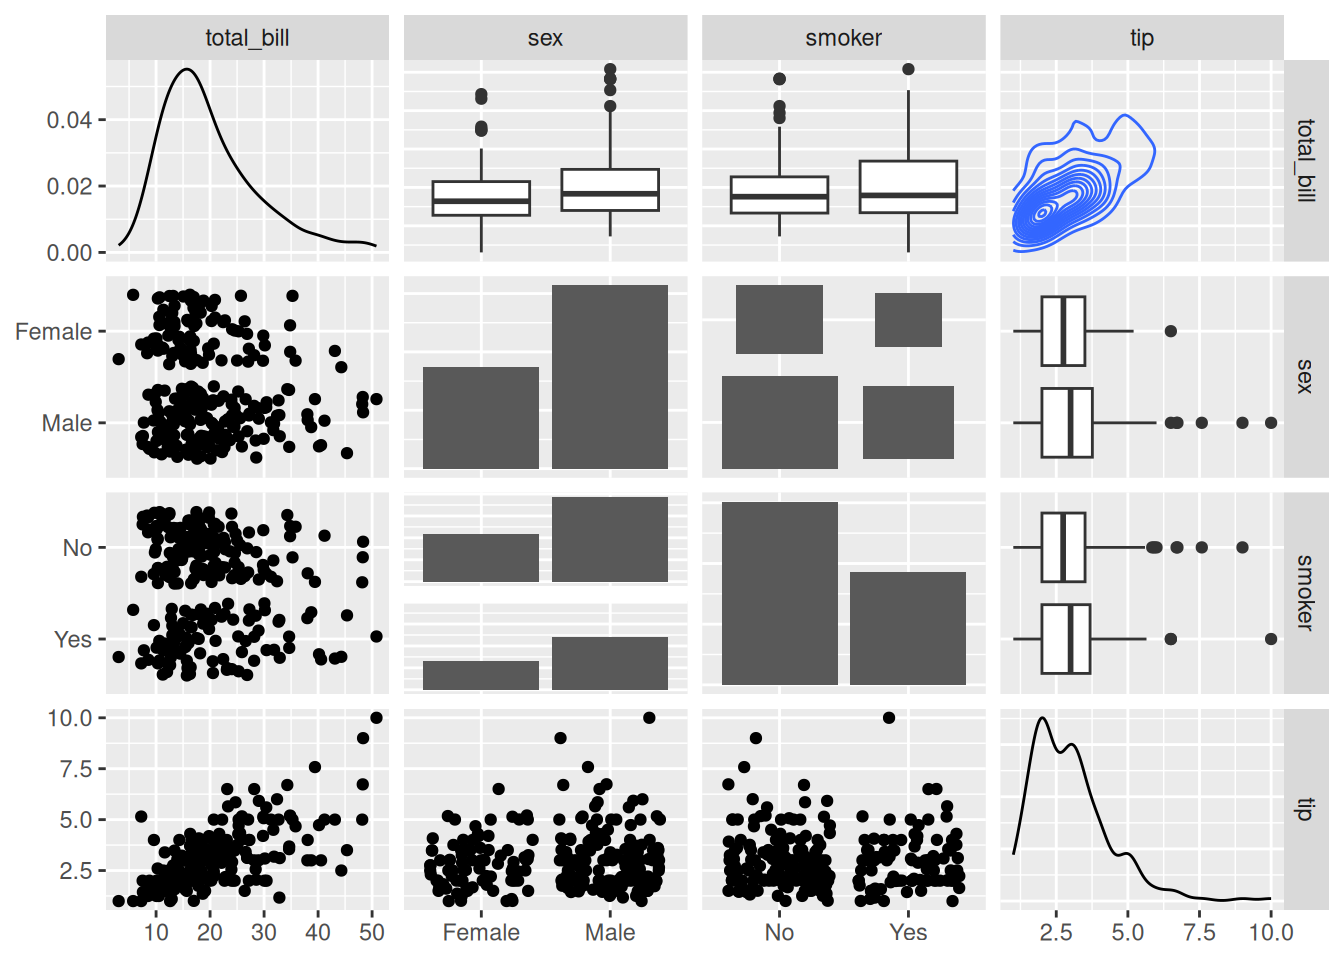 total_bill sex smoker tip
0.04
0.02
0.00
total_bill
Female
Male
sex
No
Yes
smoker
10.0
7.5
5.0
2.5
tip
10 20 30 40 50 Female Male No Yes 2.5 5.0 7.5 10.0